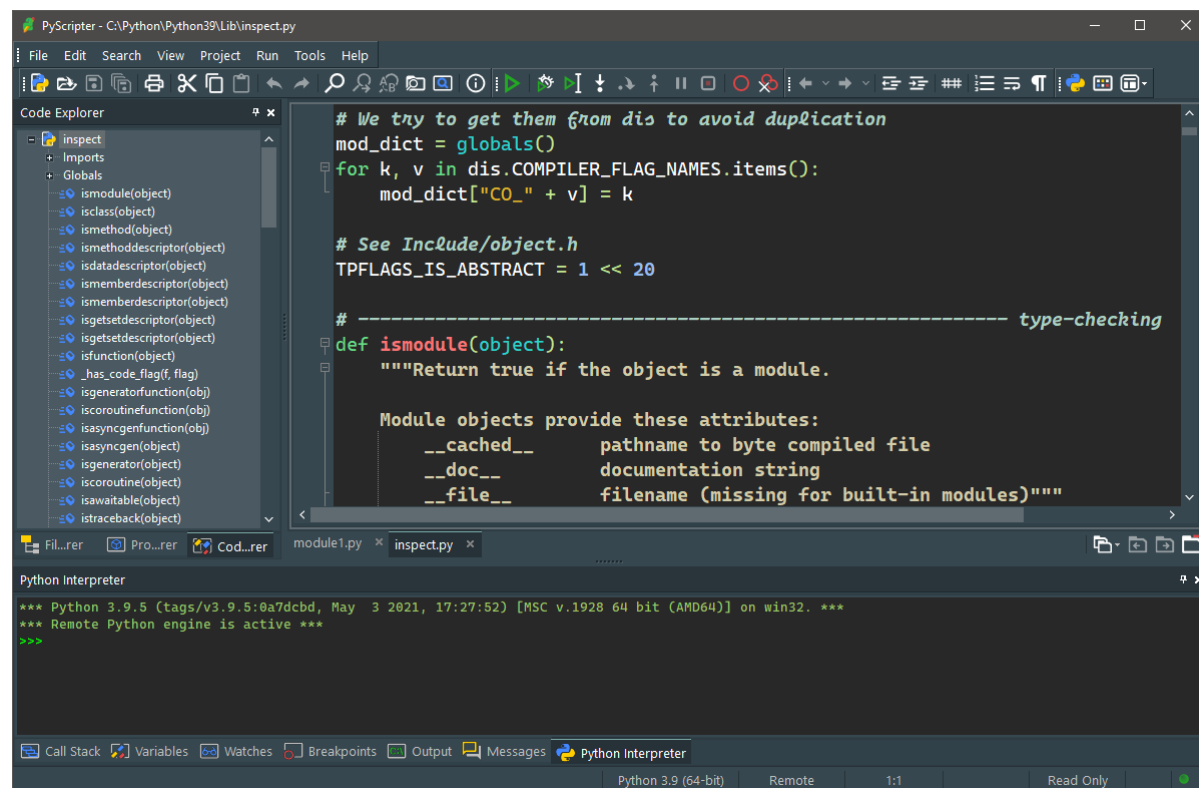 PyScripter - C:\Python\Python39\Lib\inspect.py
File Edit Search View Project Run Tools Help
Code Explorer
inspect
Imports
Globals
ismodule(object)
isclass(object)
ismethod(object)
ismethoddescriptor(object)
isdatadescriptor(object)
ismemberdescriptor(object)
ismemberdescriptor(object)
isgetsetdescriptor(object)
isgetsetdescriptor(object)
isfunction(object)
_has_code_flag(f, flag)
isgeneratorfunction(obj)
iscoroutinefunction(obj)
isasyncgenfunction(obj)
isasyncgen(object)
isgenerator(object)
iscoroutine(object)
isawaitable(object)
istraceback(object)
Fil...rer Pro...rer Cod...rer
# We try to get them from dis to avoid duplication
mod_dict = globals()
for k, v in dis.COMPILER_FLAG_NAMES.items():
    mod_dict["CO_" + v] = k
# See Include/object.h
TPFLAGS_IS_ABSTRACT = 1 << 20
# ----------------------------------------------------------- type-checking
def ismodule(object):
    """Return true if the object is a module.
    Module objects provide these attributes:
        __cached__      pathname to byte compiled file
        __doc__         documentation string
        __file__        filename (missing for built-in modules)"""
module1.py × inspect.py ×
Python Interpreter
*** Python 3.9.5 (tags/v3.9.5:0a7dcbd, May  3 2021, 17:27:52) [MSC v.1928 64 bit (AMD64)] on win32. ***
*** Remote Python engine is active ***
>>>
Call Stack Variables Watches Breakpoints Output Messages Python Interpreter
Python 3.9 (64-bit) Remote 1:1 Read Only